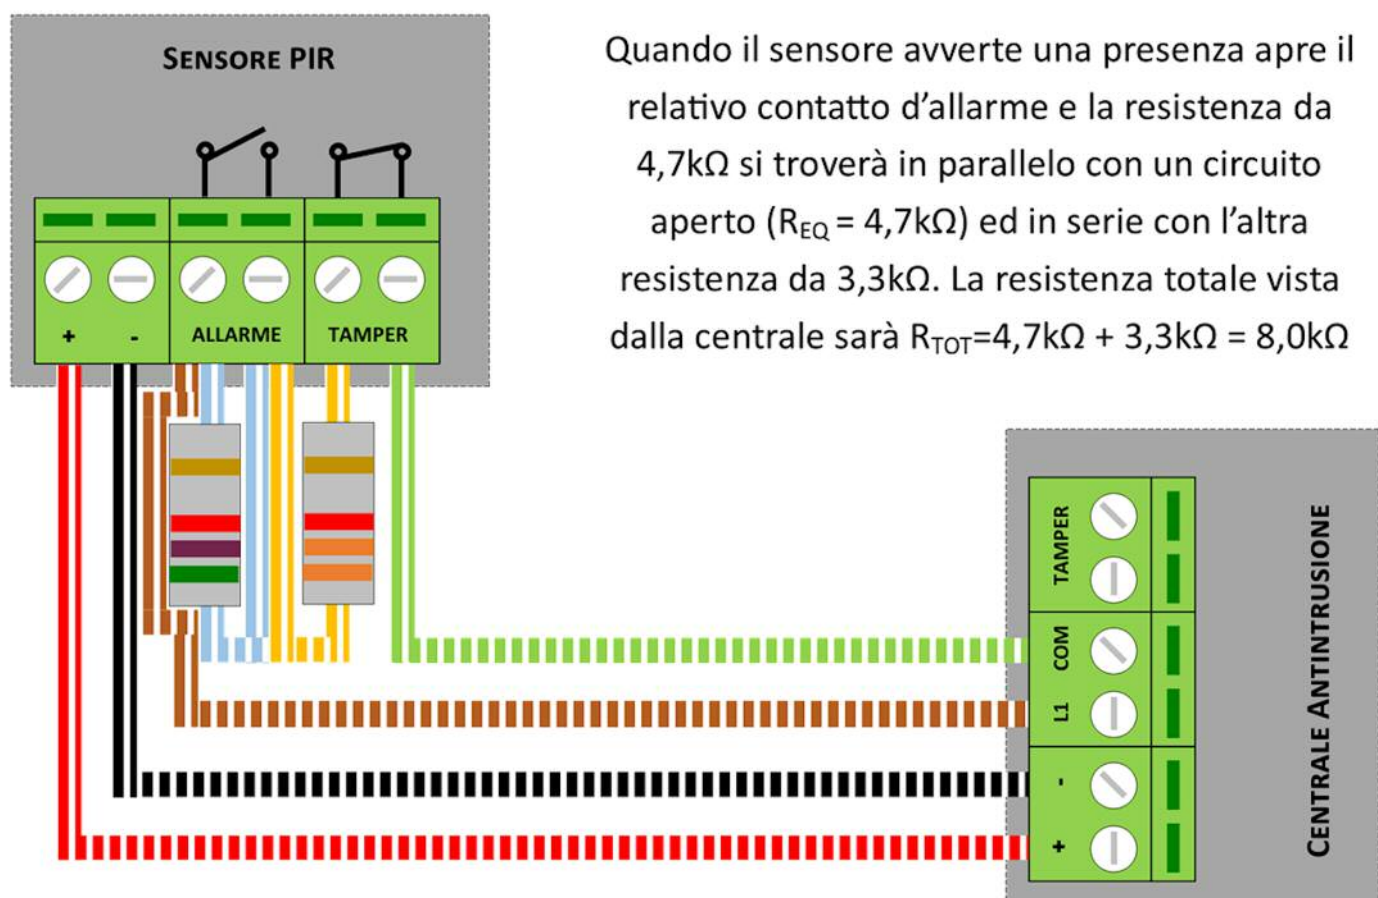 SENSORE PIR
Quando il sensore avverte una presenza apre il
relativo contatto d'allarme e la resistenza da
4,7kΩ si troverà in parallelo con un circuito
aperto (REQ = 4,7kΩ) ed in serie con l'altra
resistenza da 3,3kΩ. La resistenza totale vista
dalla centrale sarà RTOT=4,7kΩ + 3,3kΩ = 8,0kΩ
+ - ALLARME TAMPER
TAMPER
COM
L1
-
+
CENTRALE ANTINTRUSIONE